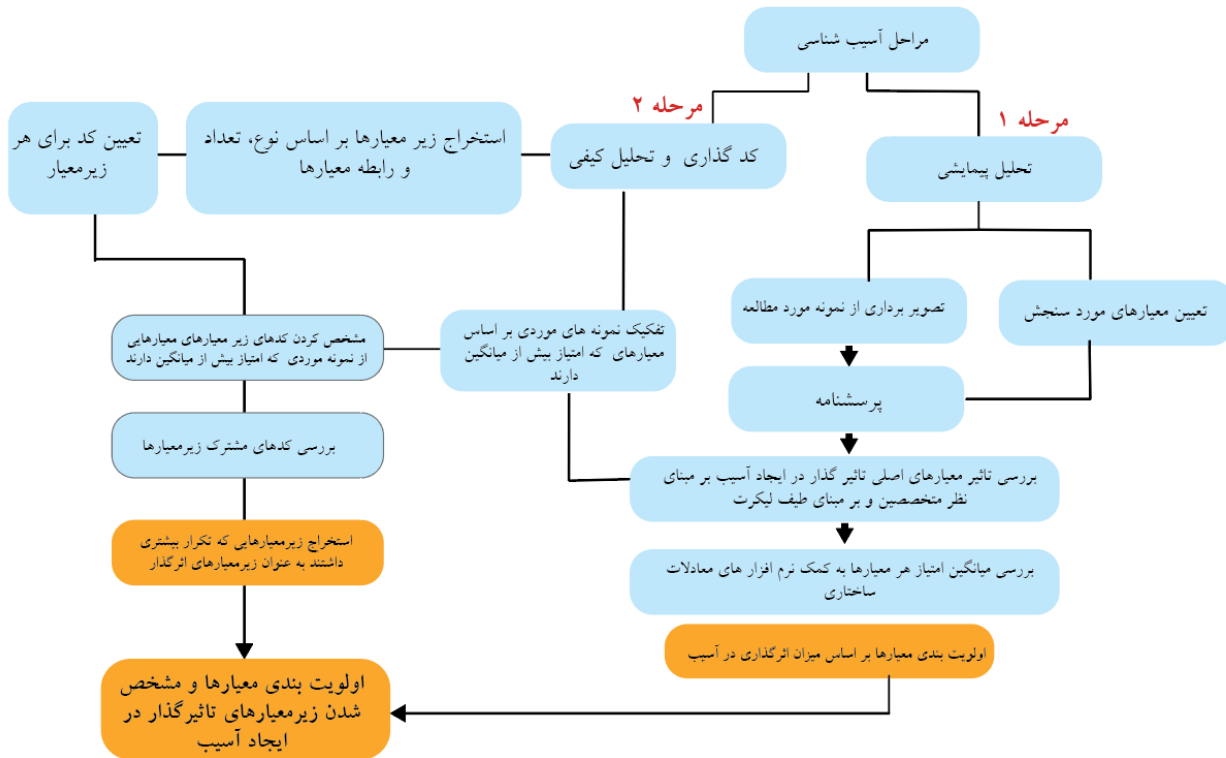 مراحل آسیب شناسی
مرحله ۱
تحلیل پیمایشی
تعیین معیارهای مورد سنجش
تصویر برداری از نمونه مورد مطالعه
پرسشنامه
بررسی تاثیر معیارهای اصلی تاثیر گذار در ایجاد آسیب بر مبنای
نظر متخصصین و بر مبنای طیف لیکرت
بررسی میانگین امتیاز هر معیارها به کمک نرم افزار های معادلات
ساختاری
اولویت بندی معیارها بر اساس میزان اثرگذاری در آسیب
مرحله ۲
کد گذاری و تحلیل کیفی
استخراج زیر معیارها بر اساس نوع، تعداد
و رابطه معیارها
تعیین کد برای هر
زیرمعیار
تفکیک نمونه های موردی بر اساس
معیارهای که امتیاز بیش از میانگین
دارند
مشخص کردن کدهای زیر معیارهای معیارهایی
از نمونه موردی که امتیاز بیش از میانگین دارند
بررسی کدهای مشترک زیرمعیارها
استخراج زیرمعیارهایی که تکرار بیشتری
داشتند به عنوان زیرمعیارهای اثرگذار
اولویت بندی معیارها و مشخص
شدن زیرمعیارهای تاثیرگذار در
ایجاد آسیب